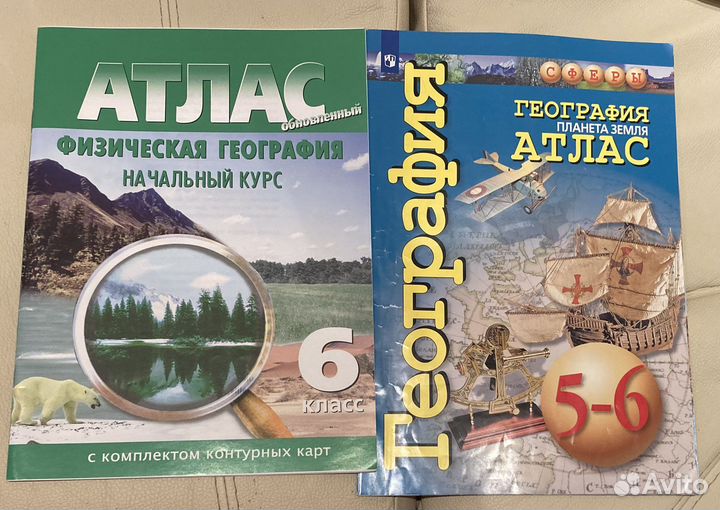 АТЛАС
обновленный
ФИЗИЧЕСКАЯ ГЕОГРАФИЯ
НАЧАЛЬНЫЙ КУРС
6
КЛАСС
с комплектом контурных карт
СФЕРЫ
География
ГЕОГРАФИЯ
ПЛАНЕТА ЗЕМЛЯ
АТЛАС
5-6
Avito